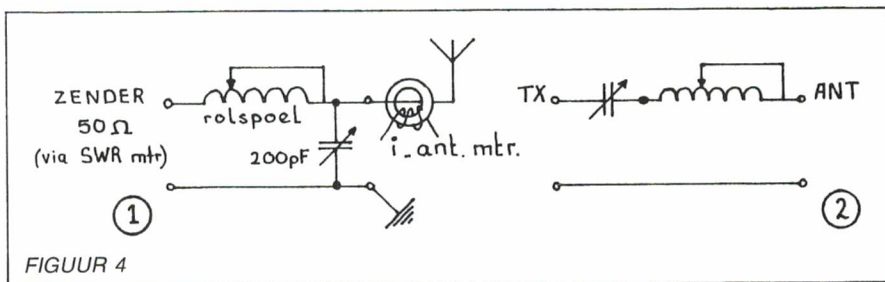 ZENDER
50Ω
(via SWR mtr)
rolspoel
200pF
i_ant. mtr.
1
TX
ANT
2
FIGUUR 4